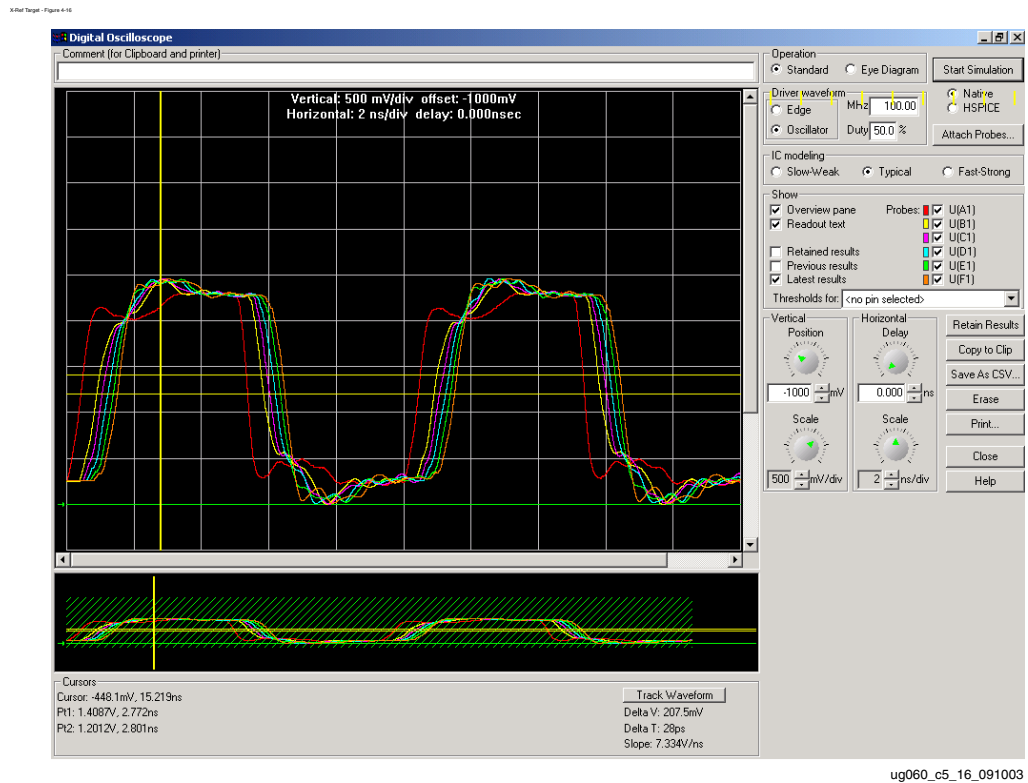 X-Ref Target - Figure 4-16
Digital Oscilloscope
Comment (for Clipboard and printer)
Vertical: 500 mV/div offset: -1000mV
Horizontal: 2 ns/div delay: 0.000nsec
Operation
Standard Eye Diagram
Start Simulation
Driver waveform
Edge
Oscillator
Mhz 100.00
Duty 50.0 %
Native
HSPICE
Attach Probes...
IC modeling
Slow-Weak Typical Fast-Strong
Show
Overview pane Probes: U(A1)
Readout text U(B1)
U(C1)
Retained results U(D1)
Previous results U(E1)
Latest results U(F1)
Thresholds for: <no pin selected>
Vertical
Position
-1000 mV
Scale
500 mV/div
Horizontal
Delay
0.000 ns
Scale
2 ns/div
Retain Results
Copy to Clip
Save As CSV...
Erase
Print...
Close
Help
Cursors
Cursor: -448.1mV, 15.219ns
Pt1: 1.4087V, 2.772ns
Pt2: 1.2012V, 2.801ns
Track Waveform
Delta V: 207.5mV
Delta T: 28ps
Slope: 7.334V/ns
ug060_c5_16_091003